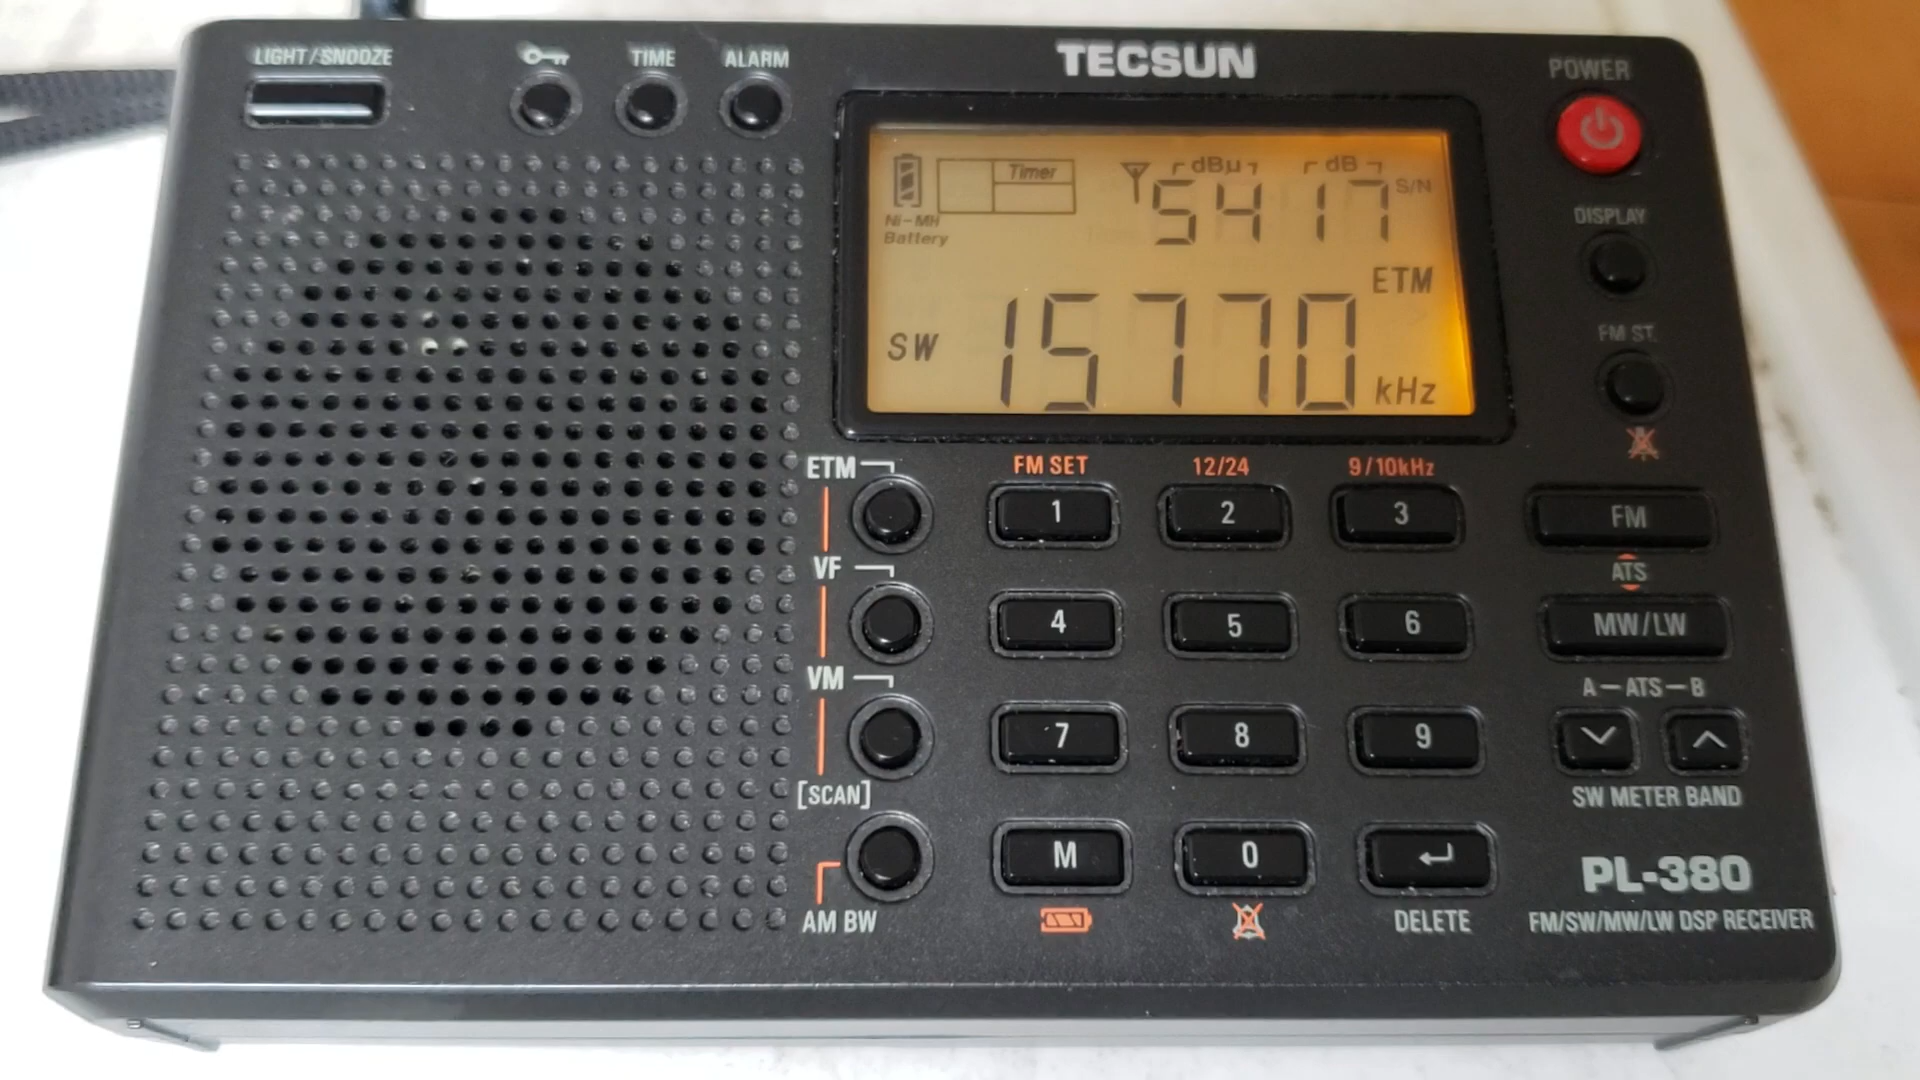 LIGHT/SNOOZE TIME ALARM
TECSUN
POWER
Timer
dBµ dB
54 17 S/N
Ni-MH
Battery
ETM
SW 15770 kHz
DISPLAY
FM ST.
ETM
FM SET 12/24 9/10kHz
1 2 3 FM
VF
ATS
4 5 6 MW/LW
VM
A-ATS-B
7 8 9
[SCAN]
SW METER BAND
M 0
PL-380
AM BW
DELETE
FM/SW/MW/LW DSP RECEIVER